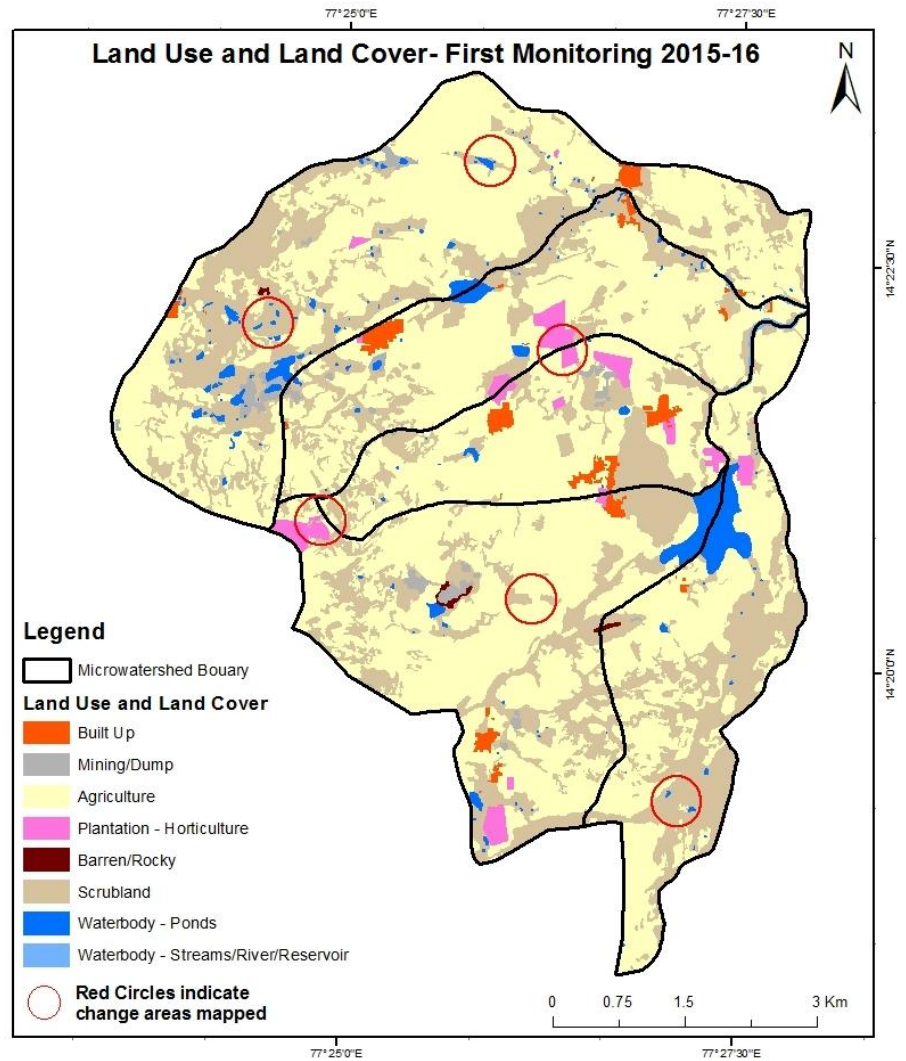 77°25'0"E
77°27'30"E
Land Use and Land Cover- First Monitoring 2015-16
N
14°22'30"N
14°20'0"N
Legend
Microwatershed Bouary
Land Use and Land Cover
Built Up
Mining/Dump
Agriculture
Plantation - Horticulture
Barren/Rocky
Scrubland
Waterbody - Ponds
Waterbody - Streams/River/Reservoir
Red Circles indicate
change areas mapped
0 0.75 1.5 3 Km
77°25'0"E
77°27'30"E